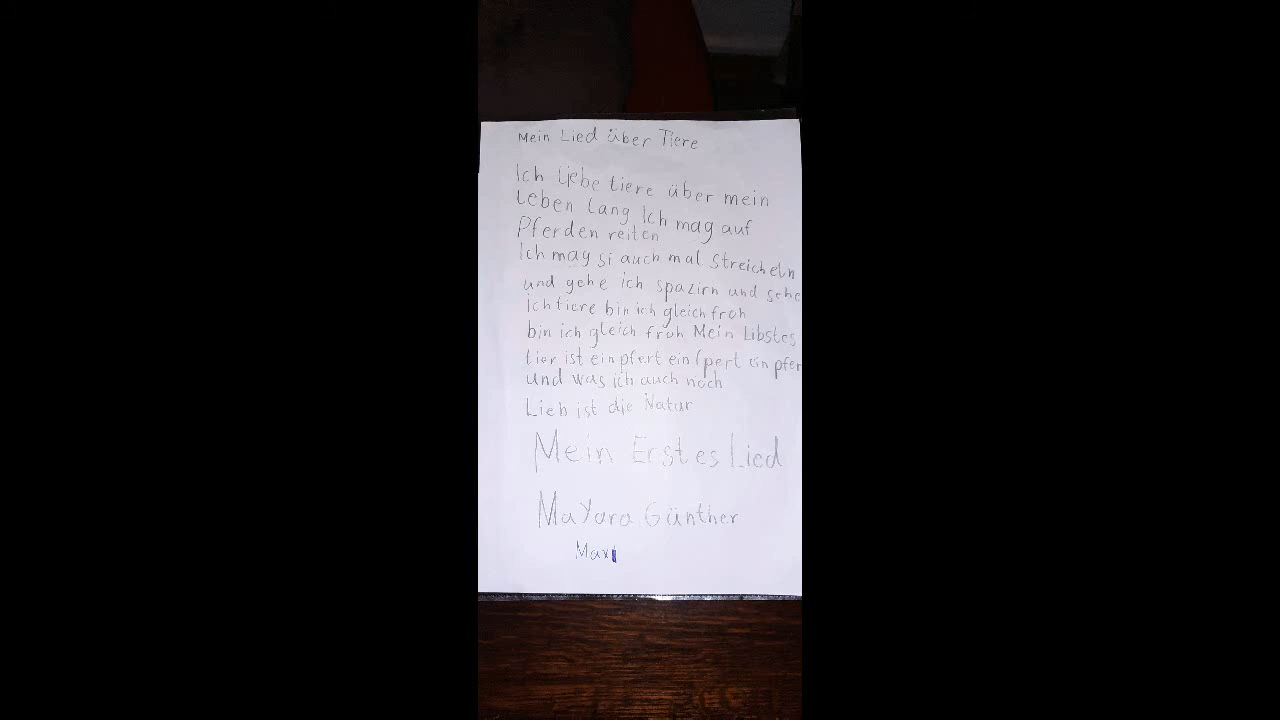 Mein Lied über Tiere
Ich Liebe tiere über mein
Leben Lang Ich mag auf
Pferden reiten
Ich mag si auch mal streicheln
und gehe ich spazirn und sehe
ich tiere bin ich gleich froh
bin ich gleich froh Mein Libstes
tier ist ein pfert ein pfert ein pfer
und was ich auch noch
Lieb ist die Natur
Mein Erstes Lied
Mayara Günther